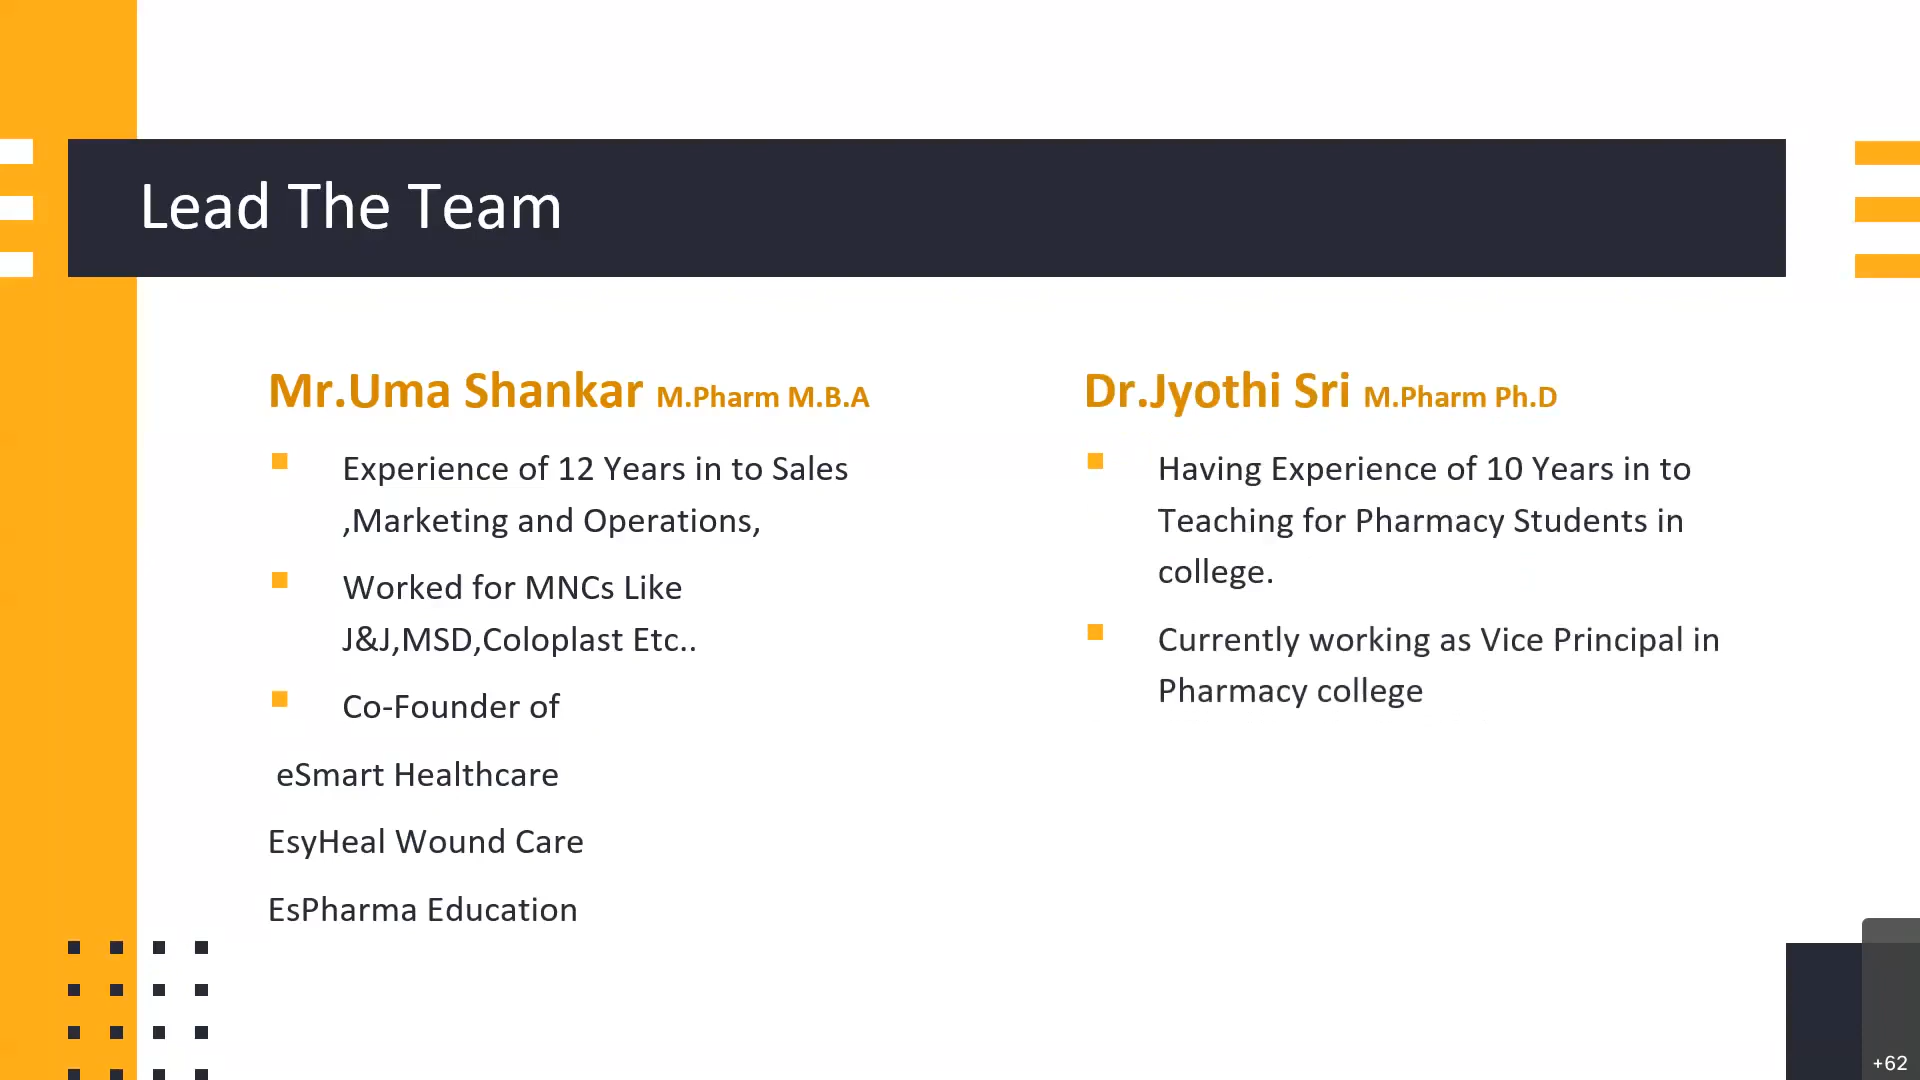 Lead The Team
Mr.Uma Shankar M.Pharm M.B.A
Experience of 12 Years in to Sales
,Marketing and Operations,
Worked for MNCs Like
J&J,MSD,Coloplast Etc..
Co-Founder of
eSmart Healthcare
EsyHeal Wound Care
EsPharma Education
Dr.Jyothi Sri M.Pharm Ph.D
Having Experience of 10 Years in to
Teaching for Pharmacy Students in
college.
Currently working as Vice Principal in
Pharmacy college
+62